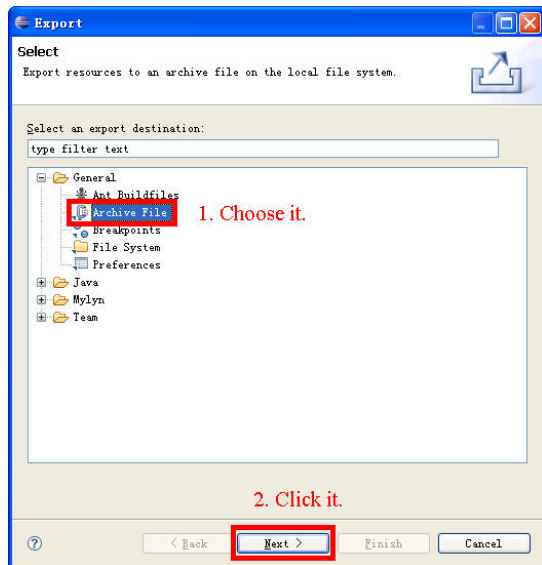 Export
Select
Export resources to an archive file on the local file system.
Select an export destination:
type filter text
General
Ant Buildfiles
Archive File
1. Choose it.
Breakpoints
File System
Preferences
Java
Mylyn
Team
2. Click it.
? < Back Next > Finish Cancel